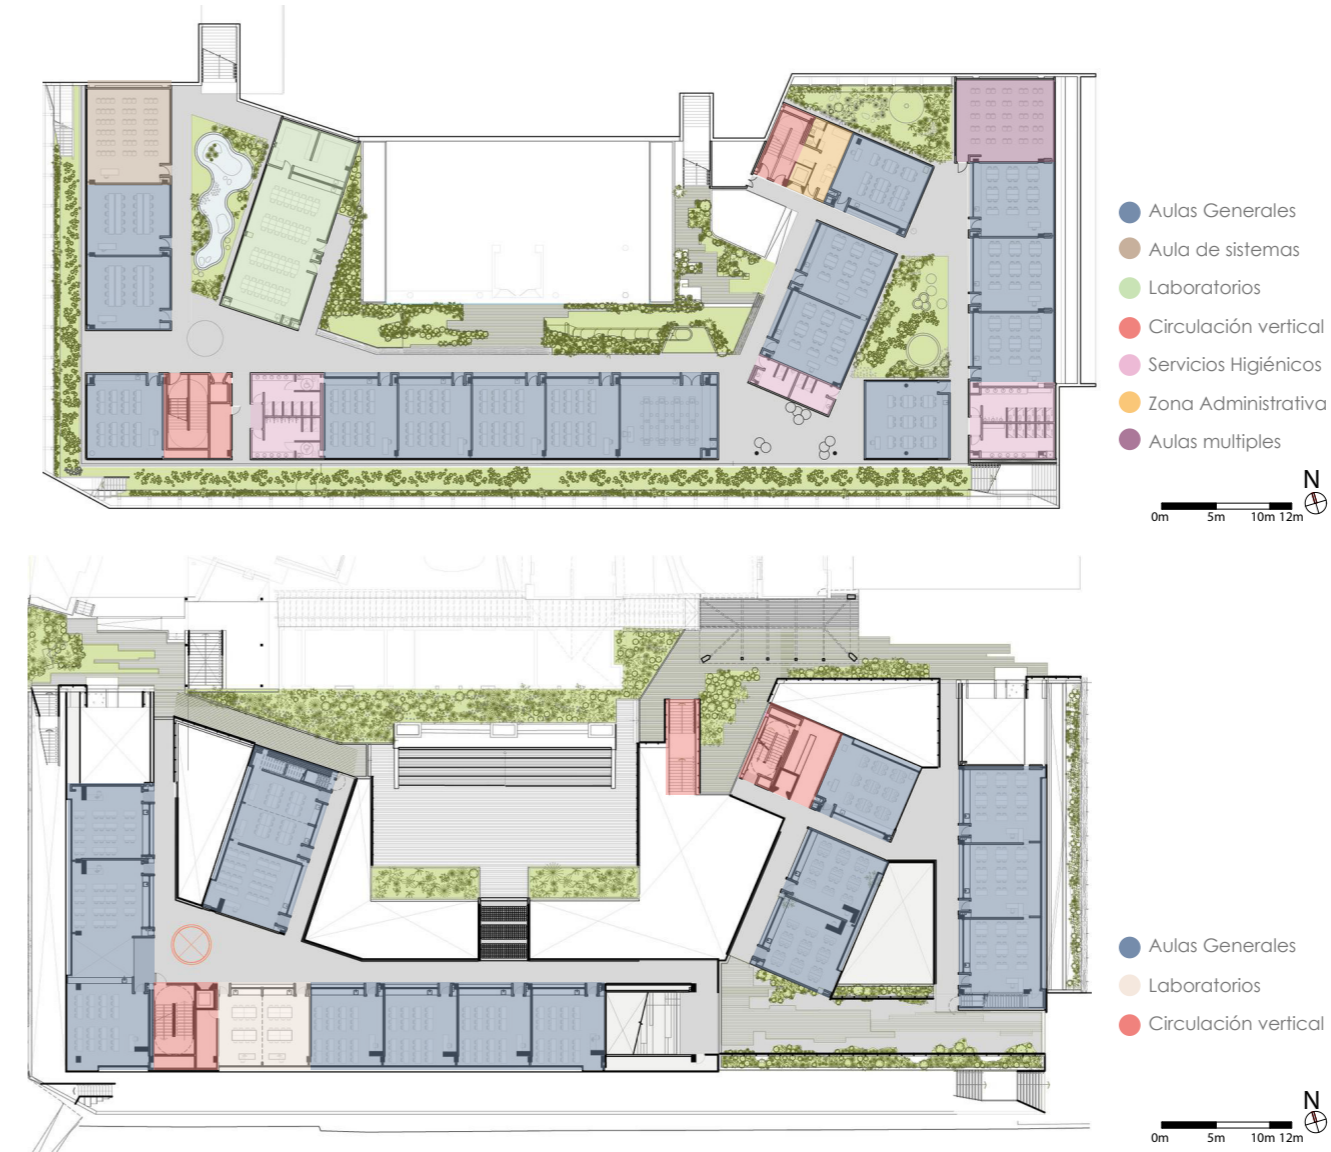 Aulas Generales
Aula de sistemas
Laboratorios
Circulación vertical
Servicios Higiénicos
Zona Administrativa
Aulas multiples
N
0m 5m 10m 12m
Aulas Generales
Laboratorios
Circulación vertical
N
0m 5m 10m 12m